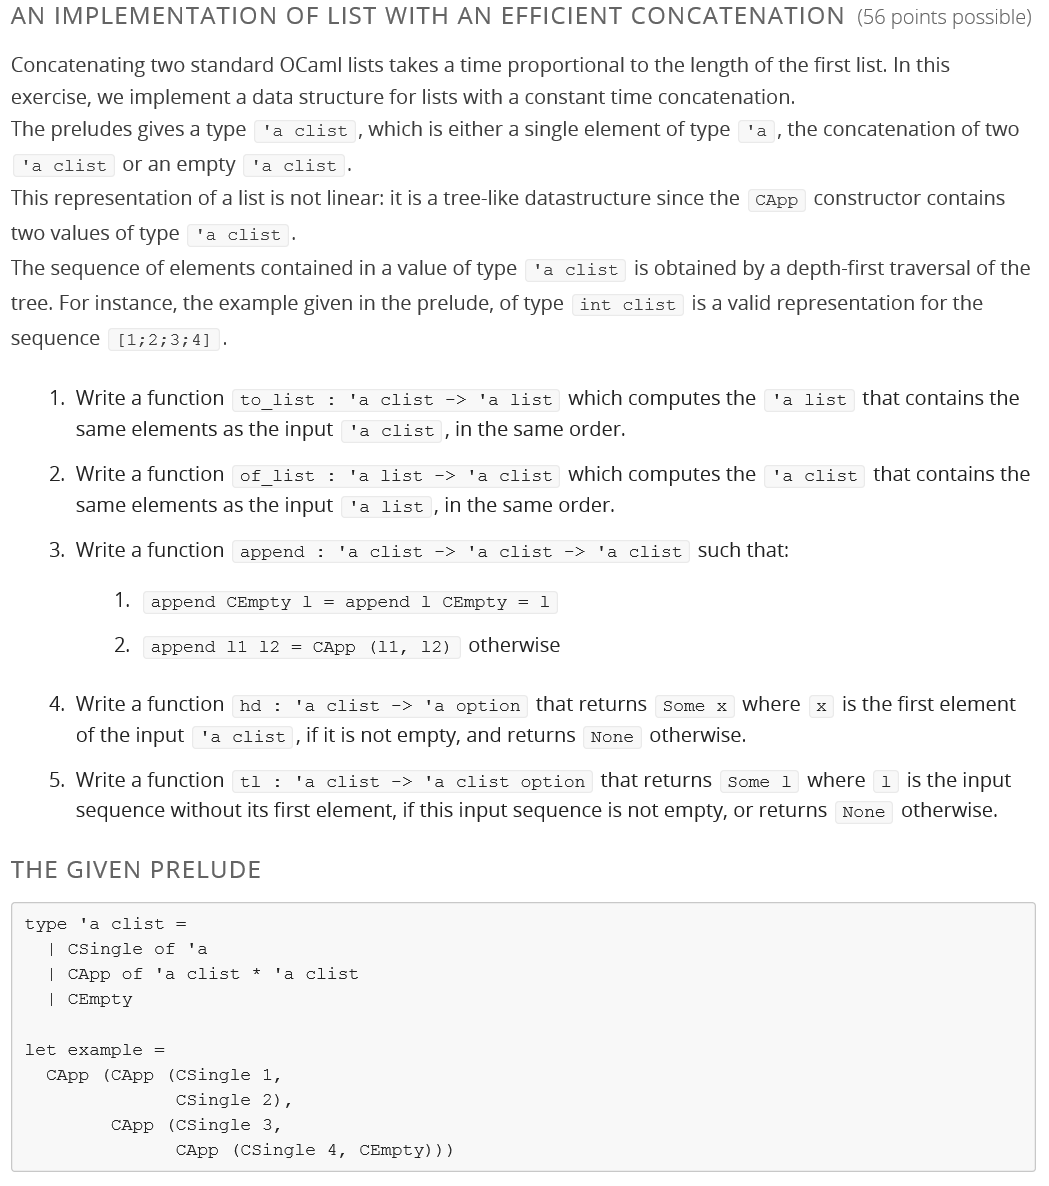 AN IMPLEMENTATION OF LIST WITH AN EFFICIENT CONCATENATION (56 points possible)
Concatenating two standard OCaml lists takes a time proportional to the length of the first list. In this
exercise, we implement a data structure for lists with a constant time concatenation.
The preludes gives a type 'a clist, which is either a single element of type 'a, the concatenation of two
'a clist or an empty 'a clist.
This representation of a list is not linear: it is a tree-like datastructure since the CApp constructor contains
two values of type 'a clist.
The sequence of elements contained in a value of type 'a clist is obtained by a depth-first traversal of the
tree. For instance, the example given in the prelude, of type int clist is a valid representation for the
sequence [1;2;3;4].
1. Write a function to_list : 'a clist -> 'a list which computes the 'a list that contains the
same elements as the input 'a clist, in the same order.
2. Write a function of_list : 'a list -> 'a clist which computes the 'a clist that contains the
same elements as the input 'a list, in the same order.
3. Write a function append : 'a clist -> 'a clist -> 'a clist such that:
1. append CEmpty l = append l CEmpty = l
2. append l1 l2 = CApp (l1, l2) otherwise
4. Write a function hd : 'a clist -> 'a option that returns Some x where x is the first element
of the input 'a clist, if it is not empty, and returns None otherwise.
5. Write a function tl : 'a clist -> 'a clist option that returns Some l where l is the input
sequence without its first element, if this input sequence is not empty, or returns None otherwise.
THE GIVEN PRELUDE
type 'a clist =
  | CSingle of 'a
  | CApp of 'a clist * 'a clist
  | CEmpty
let example =
  CApp (CApp (CSingle 1,
              CSingle 2),
        CApp (CSingle 3,
              CApp (CSingle 4, CEmpty)))